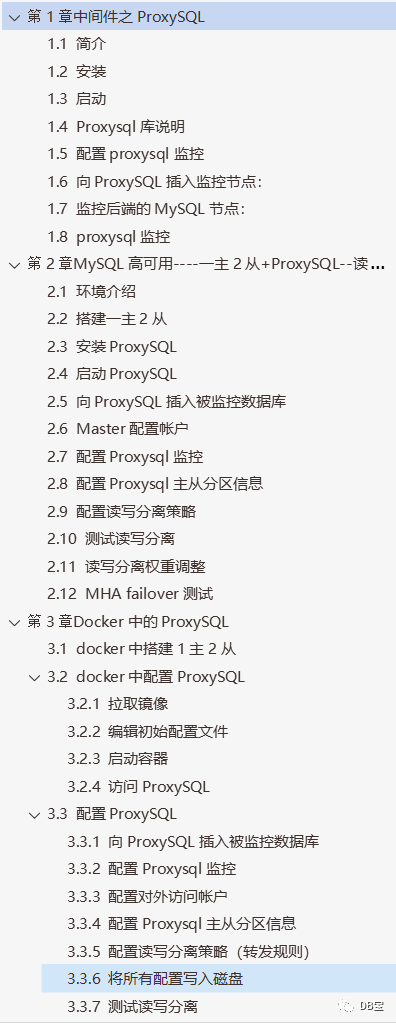 第 1 章中间件之 ProxySQL
1.1 简介
1.2 安装
1.3 启动
1.4 Proxysql 库说明
1.5 配置 proxysql 监控
1.6 向 ProxySQL 插入监控节点：
1.7 监控后端的 MySQL 节点：
1.8 proxysql 监控
第 2 章MySQL 高可用----一主 2 从+ProxySQL--读...
2.1 环境介绍
2.2 搭建一主 2 从
2.3 安装 ProxySQL
2.4 启动 ProxySQL
2.5 向 ProxySQL 插入被监控数据库
2.6 Master 配置帐户
2.7 配置 Proxysql 监控
2.8 配置 Proxysql 主从分区信息
2.9 配置读写分离策略
2.10 测试读写分离
2.11 读写分离权重调整
2.12 MHA failover 测试
第 3 章Docker 中的 ProxySQL
3.1 docker 中搭建 1 主 2 从
3.2 docker 中配置 ProxySQL
3.2.1 拉取镜像
3.2.2 编辑初始配置文件
3.2.3 启动容器
3.2.4 访问 ProxySQL
3.3 配置 ProxySQL
3.3.1 向 ProxySQL 插入被监控数据库
3.3.2 配置 Proxysql 监控
3.3.3 配置对外访问帐户
3.3.4 配置 Proxysql 主从分区信息
3.3.5 配置读写分离策略（转发规则）
3.3.6 将所有配置写入磁盘
3.3.7 测试读写分离
DB宝